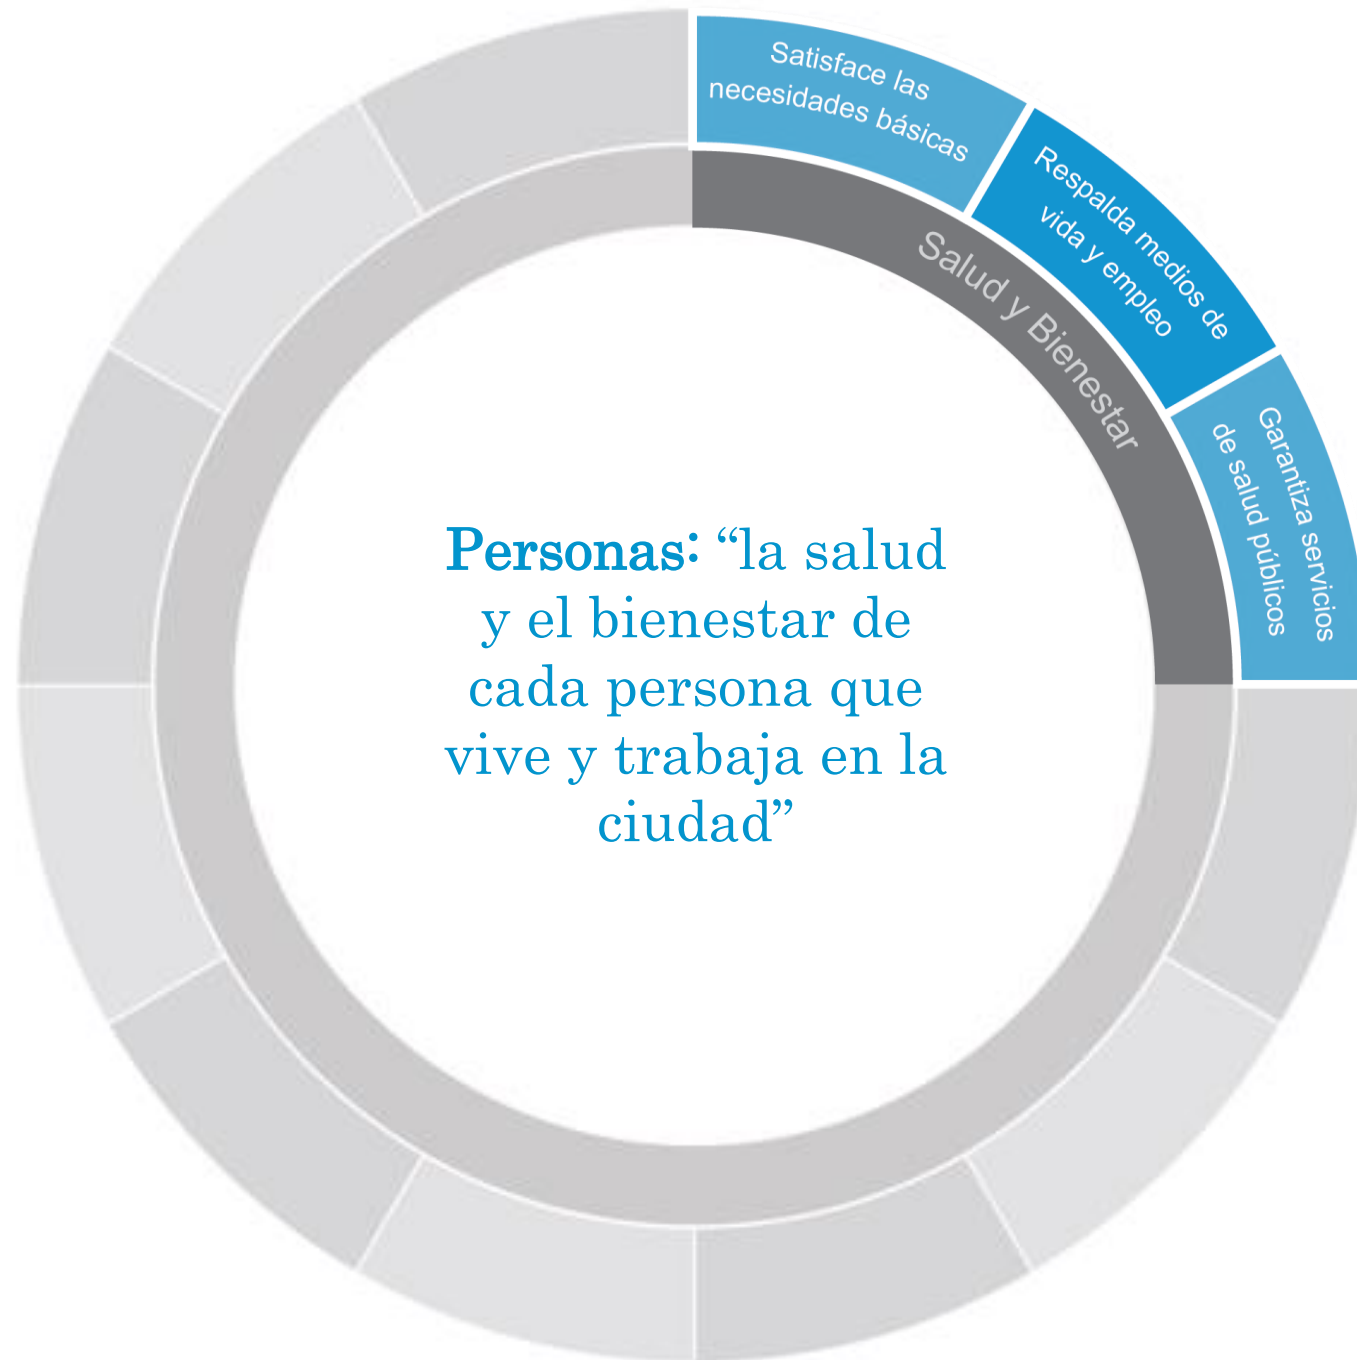 Satisface las
necesidades básicas
Respalda medios de
vida y empleo
Garantiza servicios
de salud públicos
Salud y Bienestar
Personas: “la salud
y el bienestar de
cada persona que
vive y trabaja en la
ciudad”